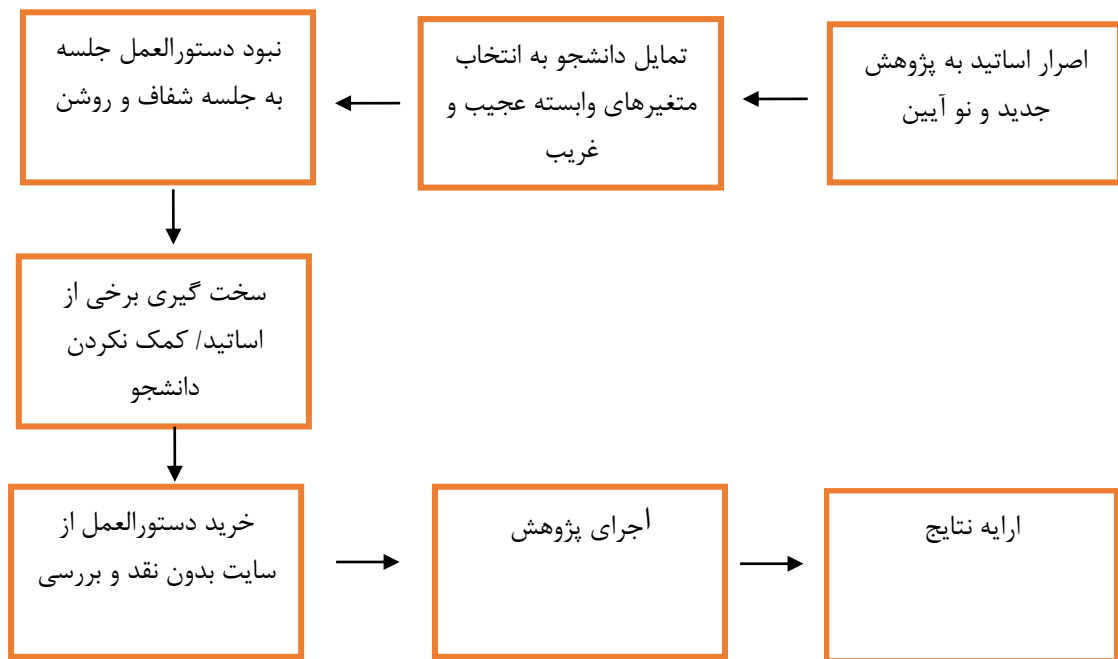 اصرار اساتید به پژوهش
جدید و نو آیین
تمایل دانشجو به انتخاب
متغیرهای وابسته عجیب و
غریب
نبود دستورالعمل جلسه
به جلسه شفاف و روشن
سخت گیری برخی از
اساتید/ کمک نکردن
دانشجو
خرید دستورالعمل از
سایت بدون نقد و بررسی
اجرای پژوهش
ارایه نتایج